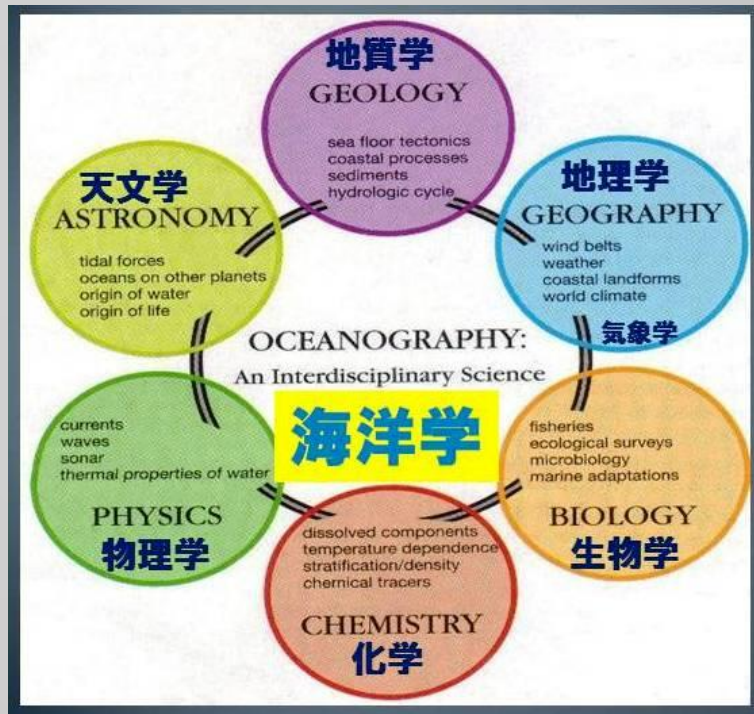 地質学
GEOLOGY
sea floor tectonics
coastal processes
sediments
hydrologic cycle
天文学
ASTRONOMY
tidal forces
oceans on other planets
origin of water
origin of life
地理学
GEOGRAPHY
wind belts
weather
coastal landforms
world climate
気象学
OCEANOGRAPHY:
An Interdisciplinary Science
海洋学
currents
waves
sonar
thermal properties of water
PHYSICS
物理学
fisheries
ecological surveys
microbiology
marine adaptations
BIOLOGY
生物学
dissolved components
temperature dependence
stratification/density
chemical tracers
CHEMISTRY
化学